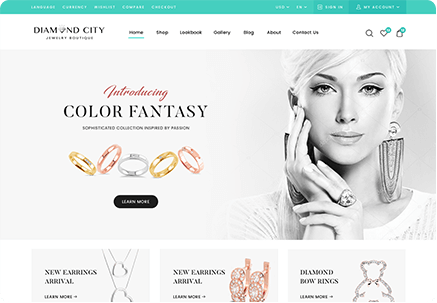 LANGUAGE CURRENCY WISHLIST COMPARE CHECKOUT USD EN SIGN IN MY ACCOUNT
DIAMOND CITY
JEWELRY BOUTIQUE
Home Shop Lookbook Gallery Blog About Contact Us
Introducing
COLOR FANTASY
SOPHISTICATED COLLECTION INSPIRED BY PASSION
LEARN MORE
NEW EARRINGS
ARRIVAL
LEARN MORE
NEW EARRINGS
ARRIVAL
LEARN MORE
DIAMOND
BOW RINGS
LEARN MORE